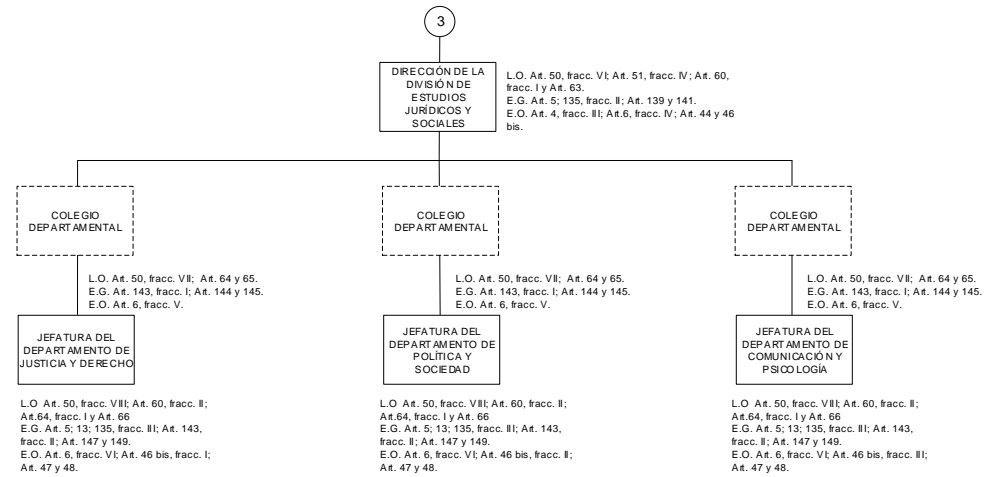 3
DIRECCIÓN DE LA
DIVISIÓN DE
ESTUDIOS
JURÍDICOS Y
SOCIALES
L.O. Art. 50, fracc. VI; Art. 51, fracc. IV; Art. 60,
fracc. I y Art. 63.
E.G. Art. 5; 135, fracc. II; Art. 139 y 141.
E.O. Art. 4, fracc. III; Art.6, fracc. IV; Art. 44 y 46
bis.
COLEGIO
DEPARTAMENTAL
L.O. Art. 50, fracc. VII; Art. 64 y 65.
E.G. Art. 143, fracc. I; Art. 144 y 145.
E.O. Art. 6, fracc. V.
JEFATURA DEL
DEPARTAMENTO DE
JUSTICIA Y DERECHO
L.O Art. 50, fracc. VIII; Art. 60, fracc. II;
Art.64, fracc. I y Art. 66
E.G. Art. 5; 13; 135, fracc. III; Art. 143,
fracc. II; Art. 147 y 149.
E.O. Art. 6, fracc. VI; Art. 46 bis, fracc. I;
Art. 47 y 48.
COLEGIO
DEPARTAMENTAL
L.O. Art. 50, fracc. VII; Art. 64 y 65.
E.G. Art. 143, fracc. I; Art. 144 y 145.
E.O. Art. 6, fracc. V.
JEFATURA DEL
DEPARTAMENTO DE
POLÍTICA Y
SOCIEDAD
L.O Art. 50, fracc. VIII; Art. 60, fracc. II;
Art.64, fracc. I y Art. 66
E.G. Art. 5; 13; 135, fracc. III; Art. 143,
fracc. II; Art. 147 y 149.
E.O. Art. 6, fracc. VI; Art. 46 bis, fracc. II;
Art. 47 y 48.
COLEGIO
DEPARTAMENTAL
L.O. Art. 50, fracc. VII; Art. 64 y 65.
E.G. Art. 143, fracc. I; Art. 144 y 145.
E.O. Art. 6, fracc. V.
JEFATURA DEL
DEPARTAMENTO DE
COMUNICACIÓN Y
PSICOLOGÍA
L.O Art. 50, fracc. VIII; Art. 60, fracc. II;
Art.64, fracc. I y Art. 66
E.G. Art. 5; 13; 135, fracc. III; Art. 143,
fracc. II; Art. 147 y 149.
E.O. Art. 6, fracc. VI; Art. 46 bis, fracc. III;
Art. 47 y 48.